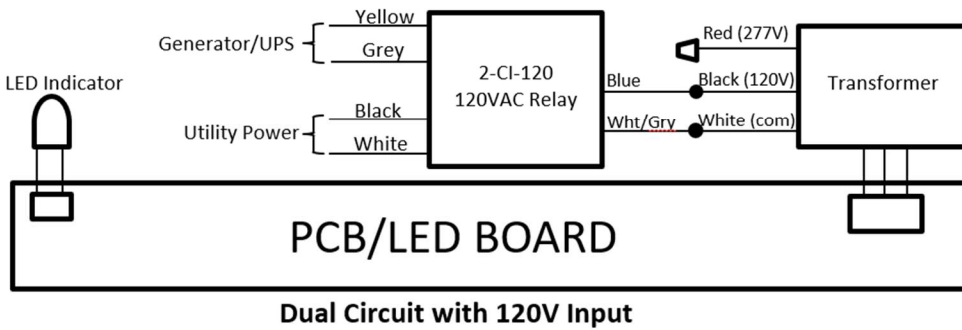 Yellow
Generator/UPS
Grey
LED Indicator
Black
Utility Power
White
2-CI-120
120VAC Relay
Blue
Wht/Gry
Red (277V)
Black (120V)
White (com)
Transformer
PCB/LED BOARD
Dual Circuit with 120V Input